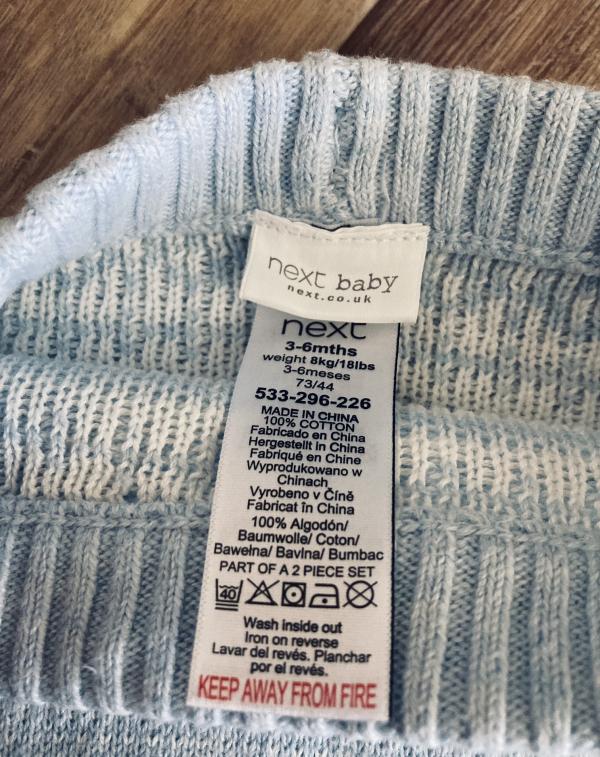 next baby
next.co.uk
next
3-6mths
weight 8kg/18lbs
3-6meses
73/44
533-296-226
MADE IN CHINA
100% COTTON
Fabricado en China
Hergestellt in China
Fabriqué en Chine
Wyprodukowano w
Chinach
Vyrobeno v Číně
Fabricat în China
100% Algodón/
Baumwolle/ Coton/
Bawełna/ Bavlna/ Bumbac
PART OF A 2 PIECE SET
40
Wash inside out
Iron on reverse
Lavar del revés. Planchar
por el revés.
KEEP AWAY FROM FIRE